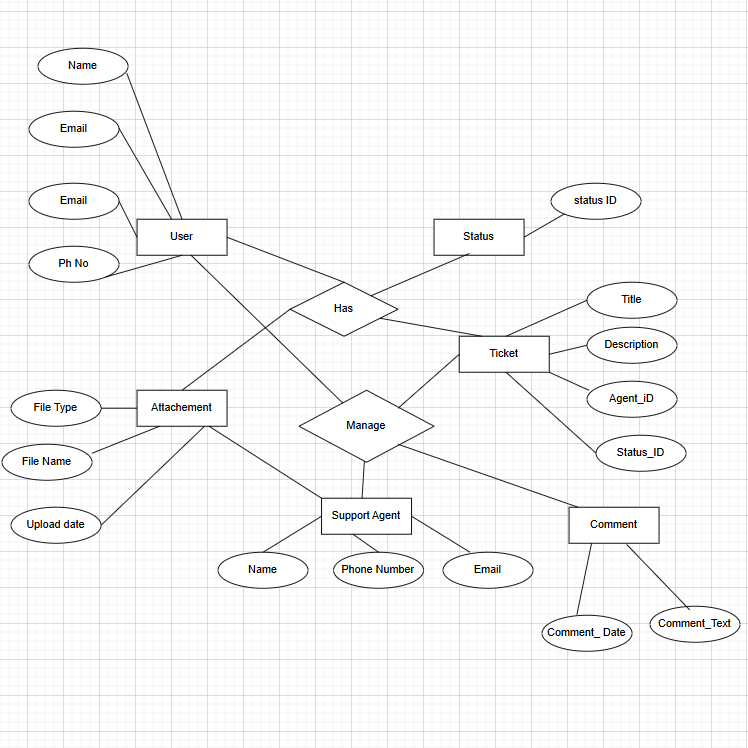 Name
Email
Email
Ph No
User
Status
status ID
Has
Title
Ticket
Description
Agent_iD
Status_ID
File Type
Attachement
File Name
Upload date
Manage
Support Agent
Comment
Name
Phone Number
Email
Comment_ Date
Comment_Text